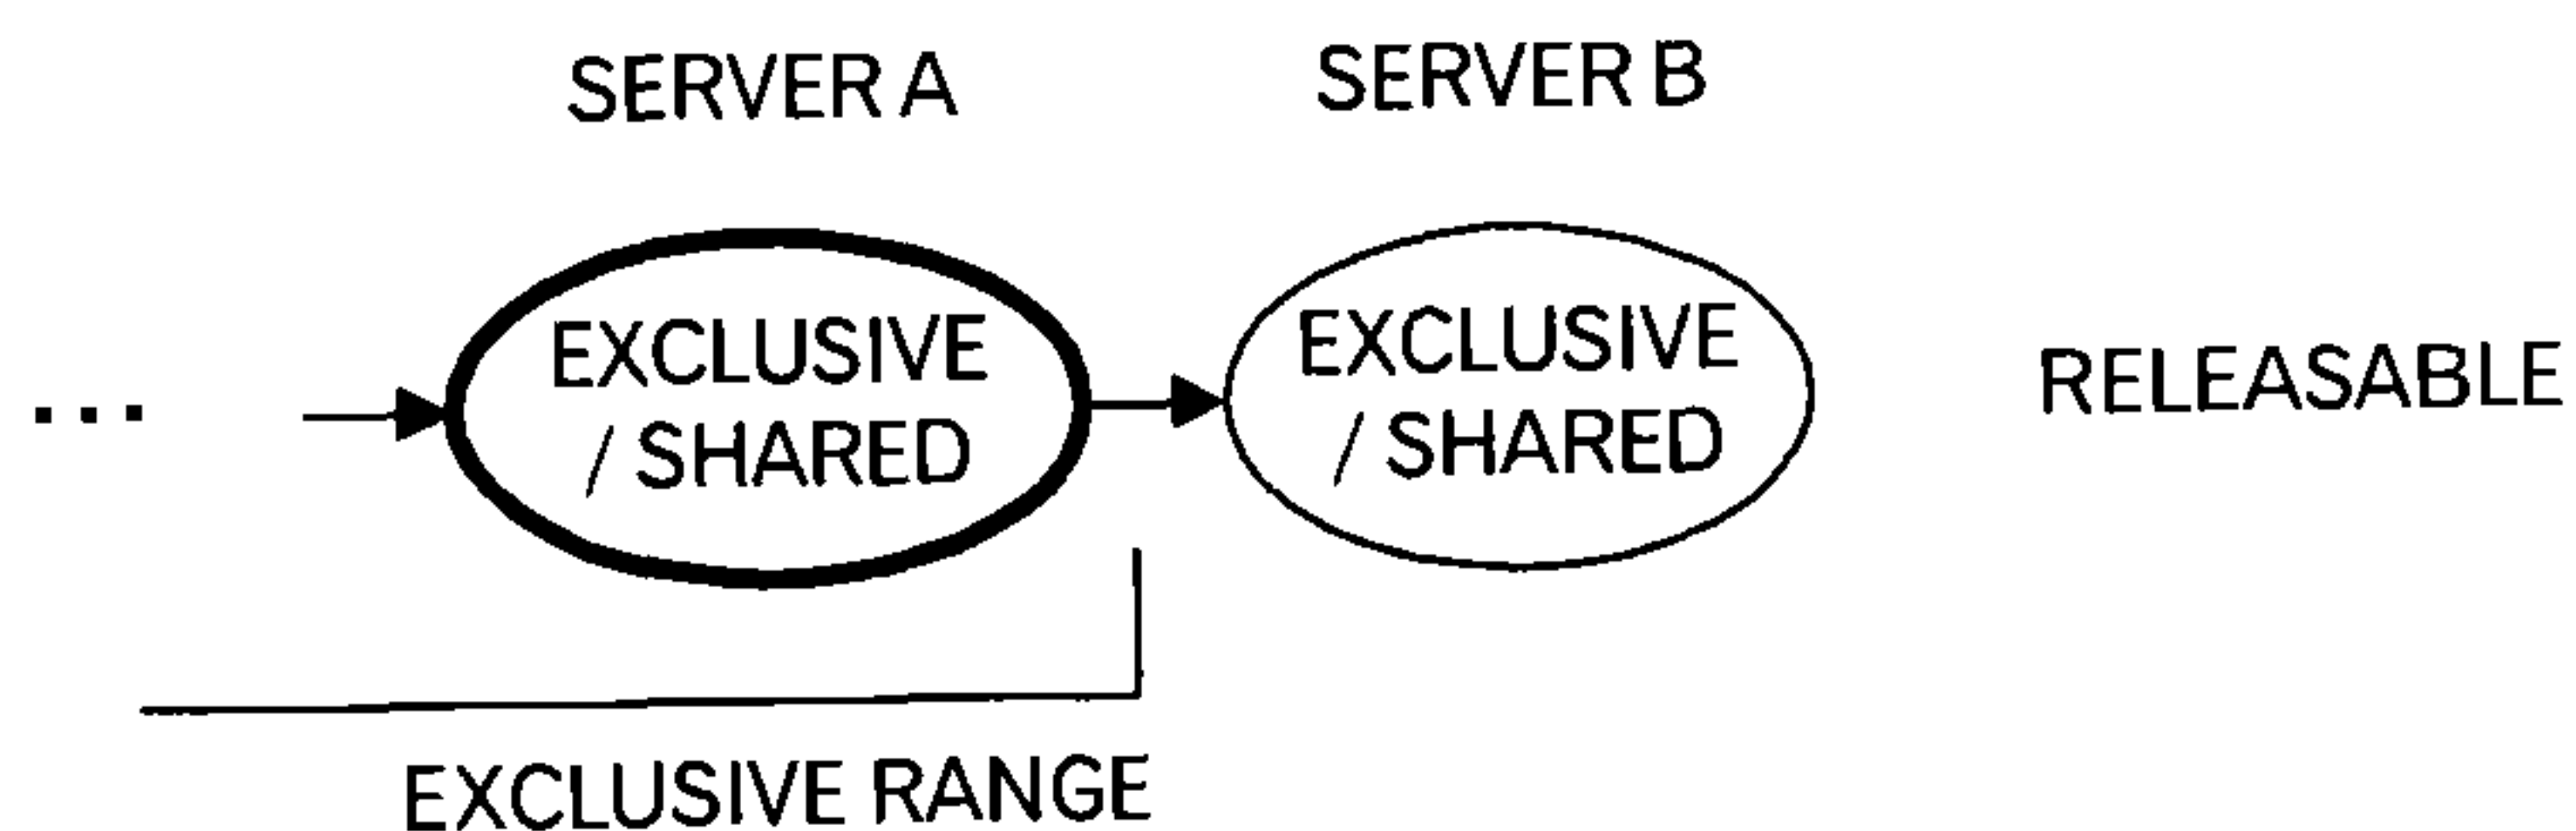 SERVER A
SERVER B
...
EXCLUSIVE
/ SHARED
EXCLUSIVE
/ SHARED
RELEASABLE
EXCLUSIVE RANGE